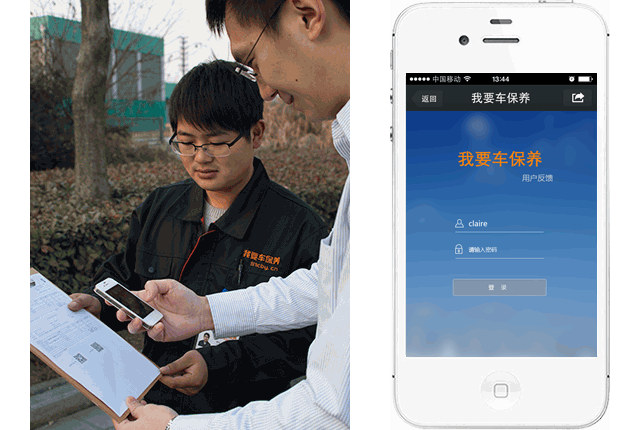 我要车保养
中国移动
13:44
返回
我要车保养
我要车保养
用户反馈
claire
请输入密码
登 录